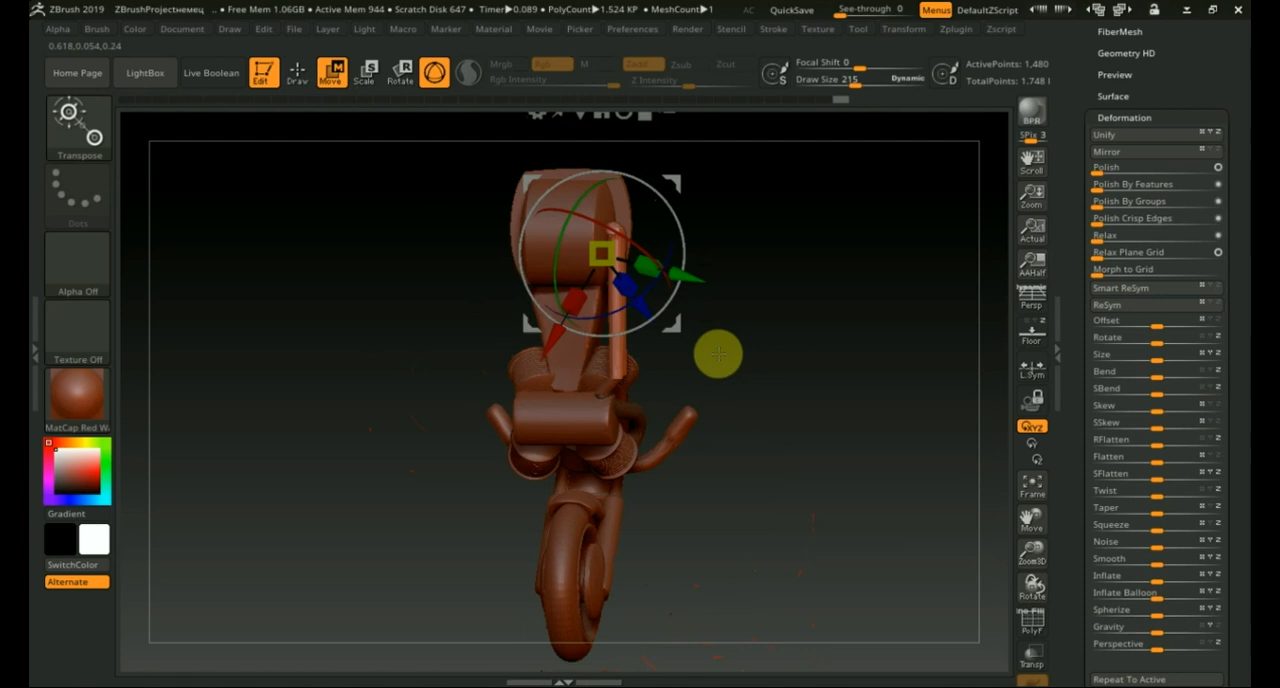 ZBrush 2019 ZBrushProjectнемец .. • Free Mem 1.06GB • Active Mem 944 • Scratch Disk 647 • Timer▶0.089 • PolyCount▶1.524 KP • MeshCount▶1 AC QuickSave See-through 0 Menus DefaultZScript
Alpha Brush Color Document Draw Edit File Layer Light Macro Marker Material Movie Picker Preferences Render Stencil Stroke Texture Tool Transform Zplugin Zscript
0.618,0.054,0.24
Home Page LightBox Live Boolean Edit Draw Move Scale Rotate
Mrgb Rgb M Zadd Zsub Zcut
Rgb Intensity Z Intensity
Focal Shift 0
Draw Size 215 Dynamic
ActivePoints: 1,480
TotalPoints: 1.748
Transpose
Dots
Alpha Off
Texture Off
MatCap Red Wa
Gradient
SwitchColor
Alternate
BPR
SPix 3
Scroll
Zoom
Actual
AAHalf
Dynamic
Persp
Floor
L.Sym
XYZ
Frame
Move
Zoom3D
Rotate
PolyF
Transp
FiberMesh
Geometry HD
Preview
Surface
Deformation
Unify
Mirror
Polish
Polish By Features
Polish By Groups
Polish Crisp Edges
Relax
Relax Plane Grid
Morph to Grid
Smart ReSym
ReSym
Offset
Rotate
Size
Bend
SBend
Skew
SSkew
RFlatten
Flatten
SFlatten
Twist
Taper
Squeeze
Noise
Smooth
Inflate
Inflate Balloon
Spherize
Gravity
Perspective
Repeat To Active